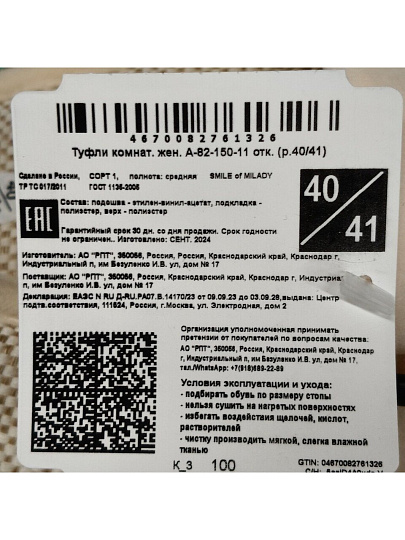 4670082761326
Туфли комнат. жен. А-82-150-11 отк. (р.40/41)
Сделано в России, СОРТ 1, полнота: средняя SMILE of MILADY
ТР ТС 017/2011 ГОСТ 1135-2005
40
41
EAC
Состав: подошва - этилен-винил-ацетат, подкладка -
полиэстер, верх - полиэстер
Гарантийный срок 30 дн. со дня продажи. Срок годности
не ограничен.. Изготовлено: СЕНТ. 2024
Изготовитель: АО "РПТ", 350056, Россия, Россия, Краснодарский край, Краснодар г,
Индустриальный п, им Безуленко И.В. ул, дом № 17
Поставщик: АО "РПТ", 350056, Россия, Краснодарский край, Краснодар г, Индустриа
п, им Безуленко И.В. ул, дом № 17
Декларация: ЕАЭС N RU Д-RU.РА07.В.14170/23 от 09.09.23 до 03.09.28,выдана: Центр
подтв.соответствия, 111524, Россия, г.Москва, ул. Электродная, дом 2
Организация уполномоченная принимать
претензии от покупателей по вопросам качества:
АО "РПТ", 350056, Россия, Краснодарский край, Краснодар
г, Индустриальный п, им Безуленко И.В. ул, дом № 17,
тел./WhatsApp: +7(918)689-22-89
Условия эксплуатации и ухода:
- подбирать обувь по размеру стопы
- нельзя сушить на нагретых поверхностях
- избегать воздействия щелочей, кислот,
растворителей
- чистку производить мягкой, слегка влажной
тканью
К_3 100
GTIN: 04670082761326
С/Н: